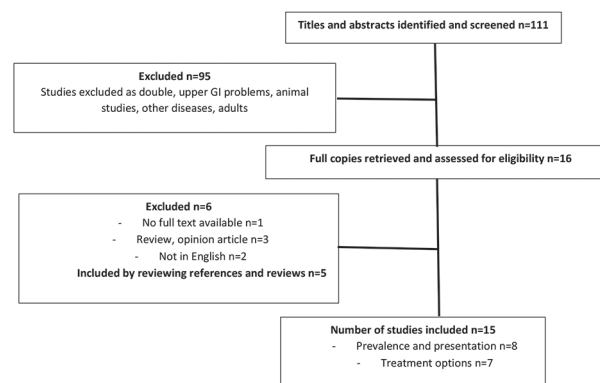 Titles and abstracts identified and screened n=111
Excluded n=95
Studies excluded as double, upper GI problems, animal
studies, other diseases, adults
Full copies retrieved and assessed for eligibility n=16
Excluded n=6
- No full text available n=1
- Review, opinion article n=3
- Not in English n=2
Included by reviewing references and reviews n=5
Number of studies included n=15
- Prevalence and presentation n=8
- Treatment options n=7